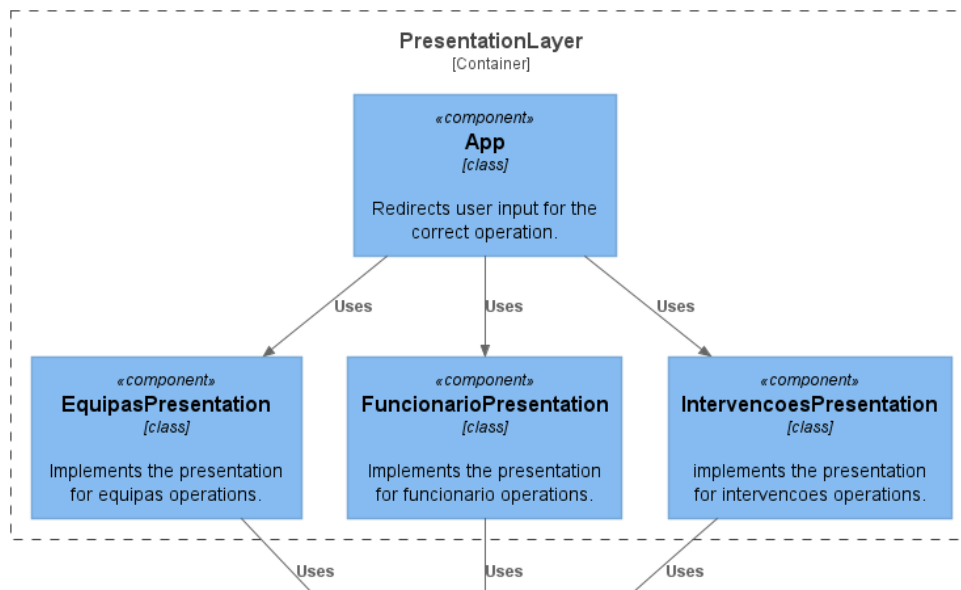 PresentationLayer
[Container]
«component»
App
[class]
Redirects user input for the
correct operation.
Uses
Uses
Uses
«component»
EquipasPresentation
[class]
Implements the presentation
for equipas operations.
«component»
FuncionarioPresentation
[class]
Implements the presentation
for funcionario operations.
«component»
IntervencoesPresentation
[class]
implements the presentation
for intervencoes operations.
Uses
Uses
Uses